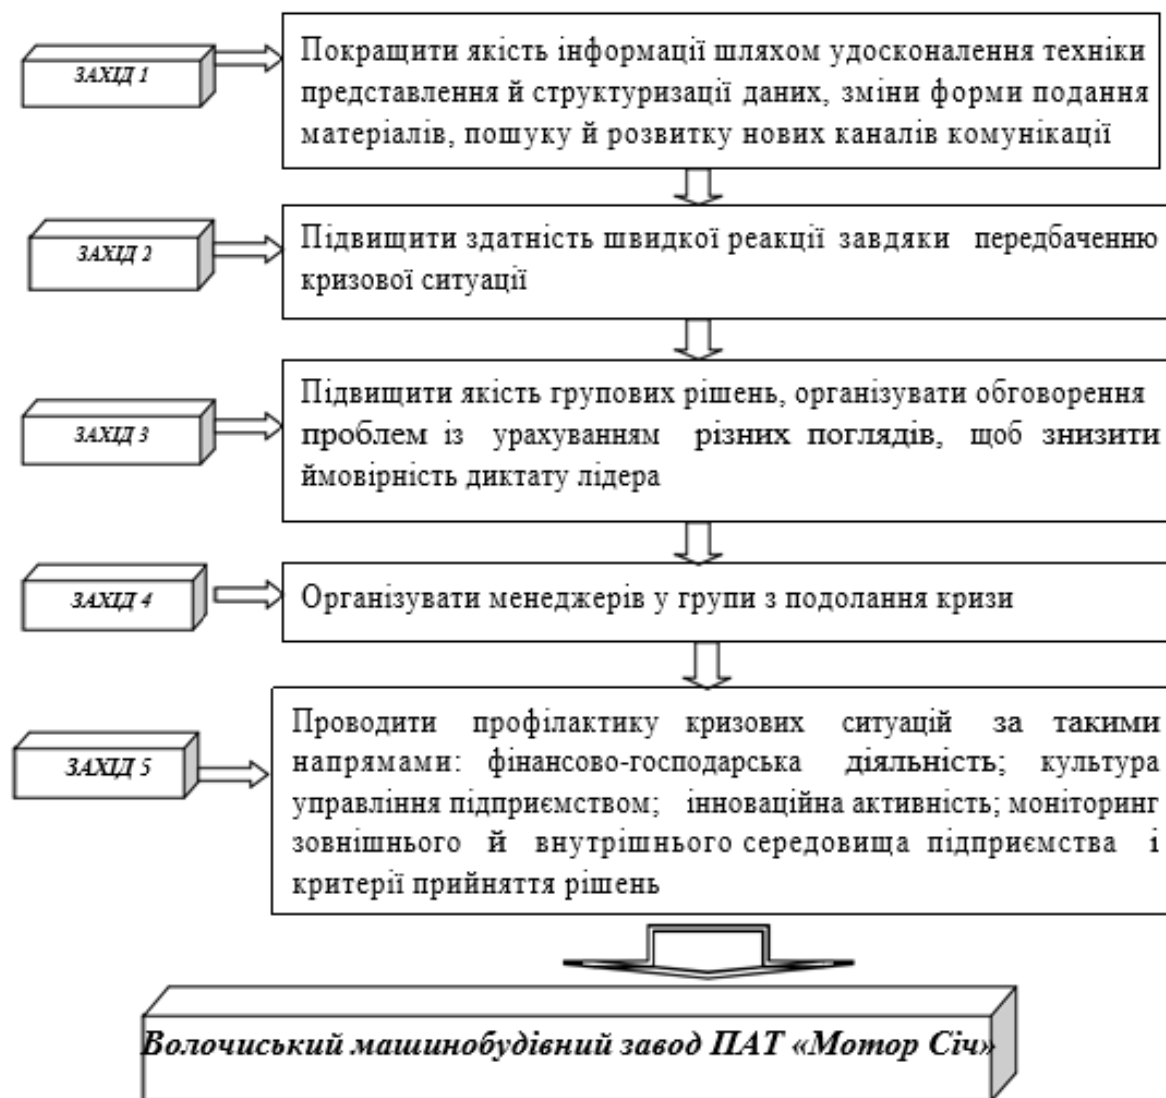 ЗАХІД 1
Покращити якість інформації шляхом удосконалення техніки
представлення й структуризації даних, зміни форми подання
матеріалів, пошуку й розвитку нових каналів комунікації
ЗАХІД 2
Підвищити здатність швидкої реакції завдяки передбаченню
кризової ситуації
ЗАХІД 3
Підвищити якість групових рішень, організувати обговорення
проблем із урахуванням різних поглядів, щоб знизити
ймовірність диктату лідера
ЗАХІД 4
Організувати менеджерів у групи з подолання кризи
ЗАХІД 5
Проводити профілактику кризових ситуацій за такими
напрямами: фінансово-господарська діяльність; культура
управління підприємством; інноваційна активність; моніторинг
зовнішнього й внутрішнього середовища підприємства і
критерії прийняття рішень
Волочиський машинобудівний завод ПАТ «Мотор Січ»